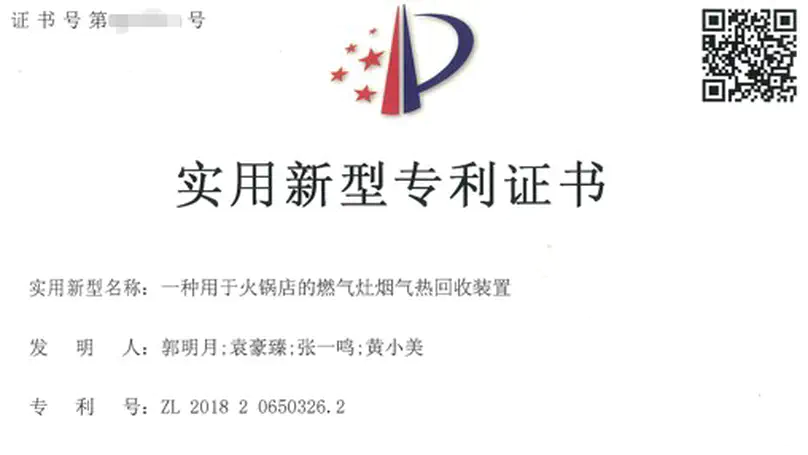 证书号第 号
实用新型专利证书
实用新型名称：一种用于火锅店的燃气灶烟气热回收装置
发 明 人：郭明月;袁豪臻;张一鸣;黄小美
专 利 号：ZL 2018 2 0650326.2